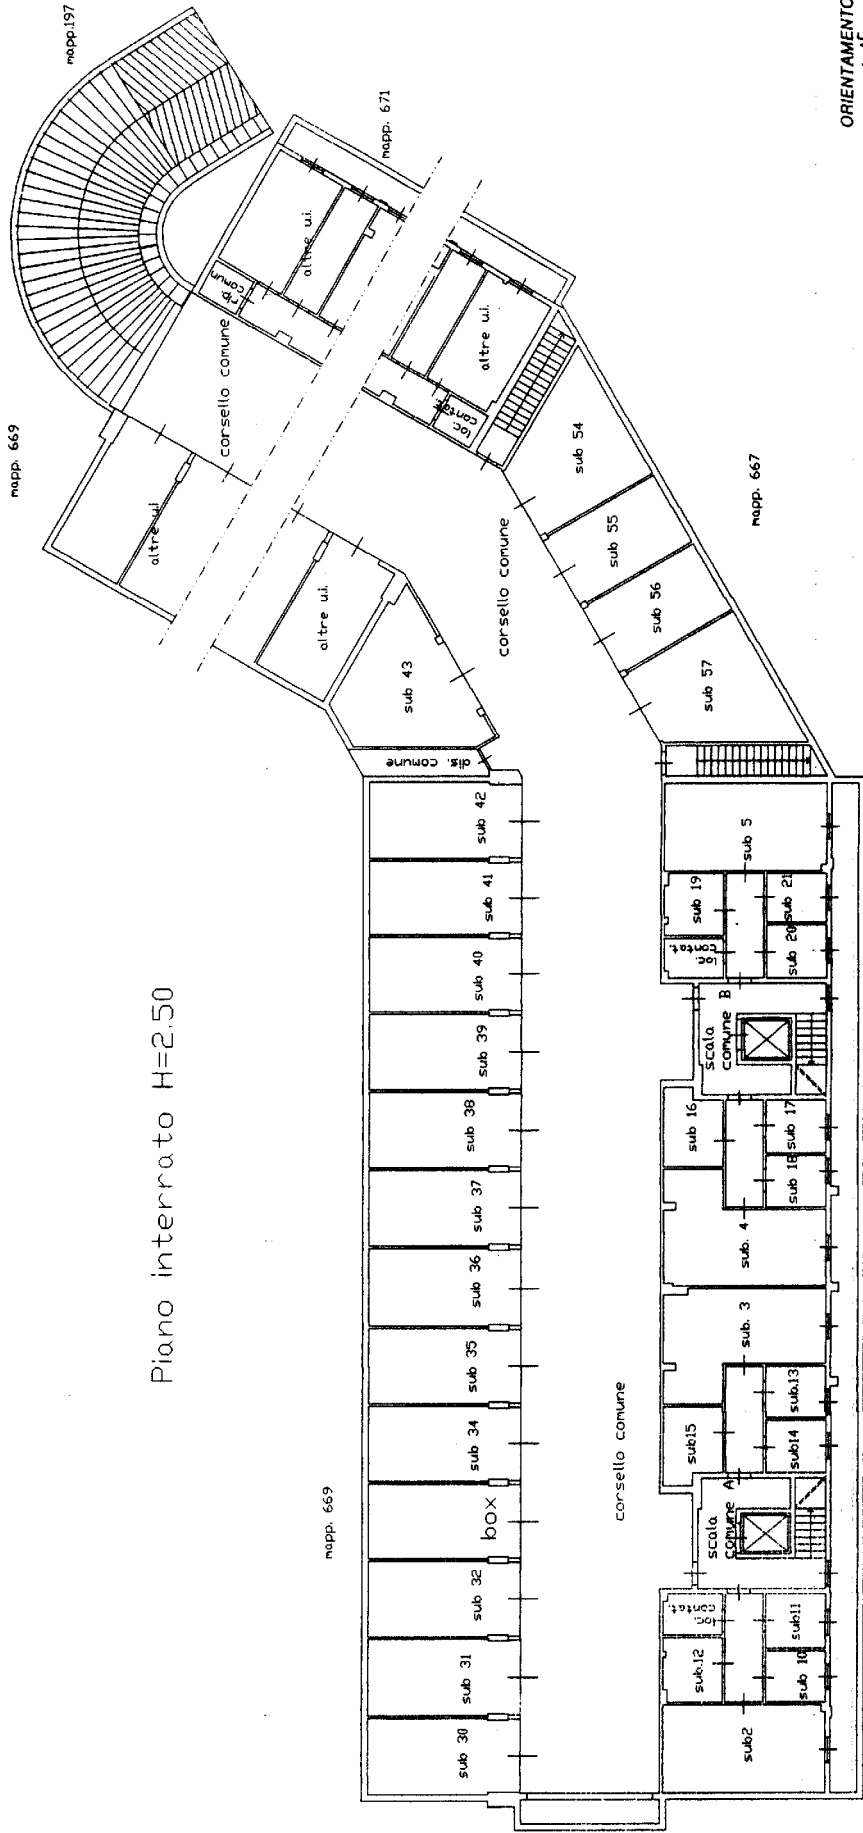 mapp.197
mapp. 669
mapp. 671
ORIENTAMENTO
corsello comune
rip.
comun
altre u.i.
altre u.i
altre u.i.
altre u.i.
loc.
contat
corsello comune
sub 54
sub 55
sub 56
sub 57
mapp. 667
sub 43
dis. comune
Piano interrato H=2.50
mapp. 669
sub 42
sub 41
sub 40
sub 39
sub 38
sub 37
sub 36
sub 35
sub 34
box
sub 32
sub 31
sub 30
corsello comune
sub 5
sub 19
sub 21
sub 20
loc.
contat.
scala
comune B
sub 16
sub 17
sub 18
sub. 4
sub. 3
sub.13
sub14
sub15
scala
comune A
loc.
contat.
sub11
sub 10
sub.12
sub2